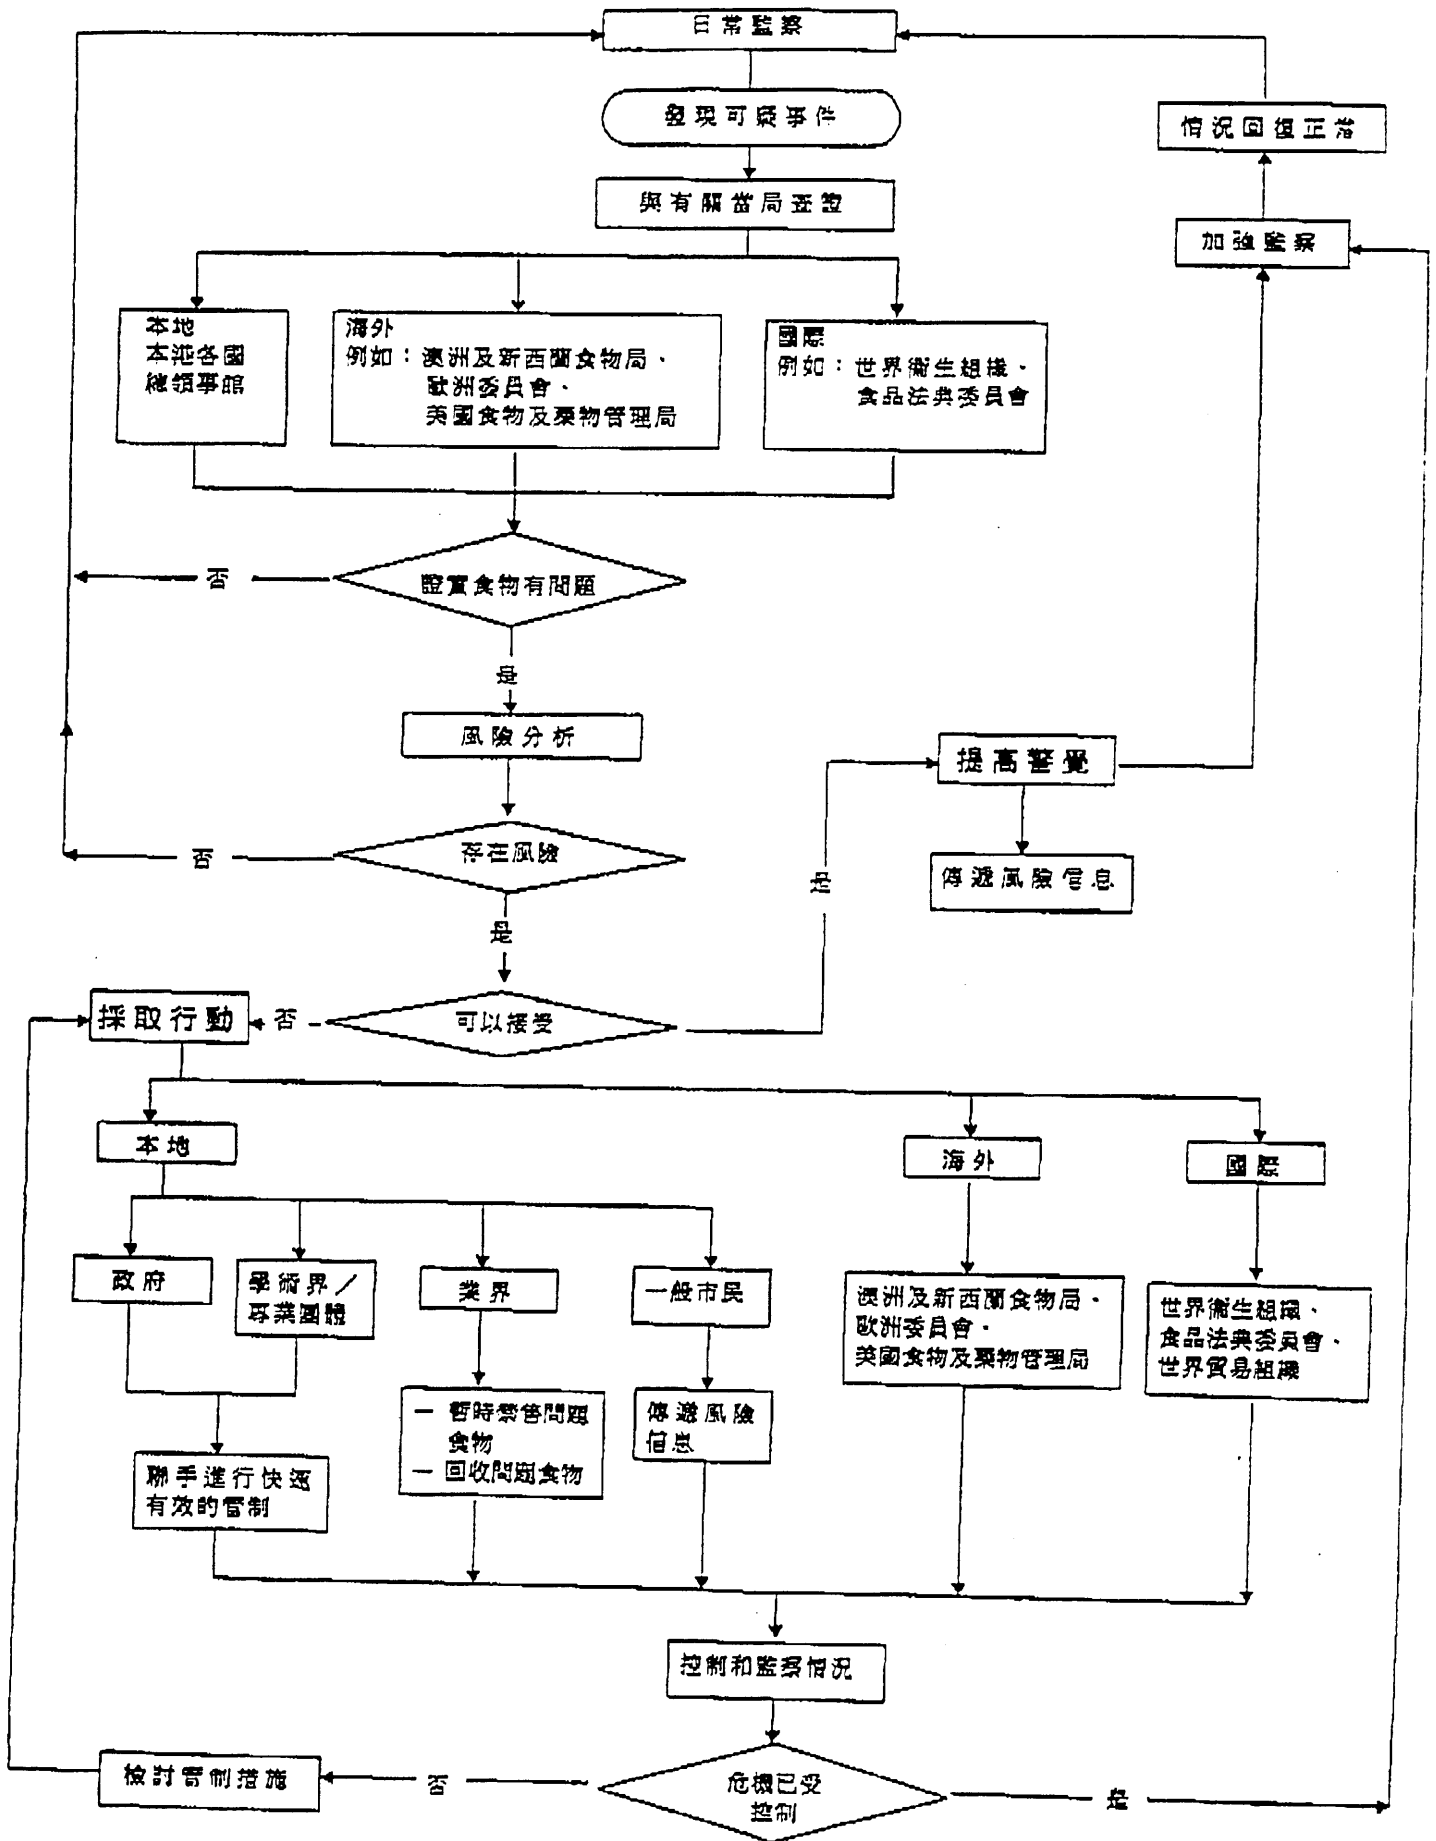 日常監察
發現可疑事件
情況回復正常
與有關當局查證
加強監察
本地
本港各國
總領事館
海外
例如：澳洲及新西蘭食物局、
歐洲委員會、
美國食物及藥物管理局
國際
例如：世界衞生組織、
食品法典委員會
否
證實食物有問題
是
風險分析
提高警覺
否
存在風險
是
傳遞風險信息
是
採取行動
否
可以接受
本地
海外
國際
政府
學術界／
專業團體
業界
一般市民
澳洲及新西蘭食物局、
歐洲委員會、
美國食物及藥物管理局
世界衞生組織、
食品法典委員會、
世界貿易組織
— 暫時禁售問題
食物
— 回收問題食物
傳遞風險
信息
聯手進行快速
有效的管制
控制和監察情況
檢討管制措施
否
危機已受
控制
是